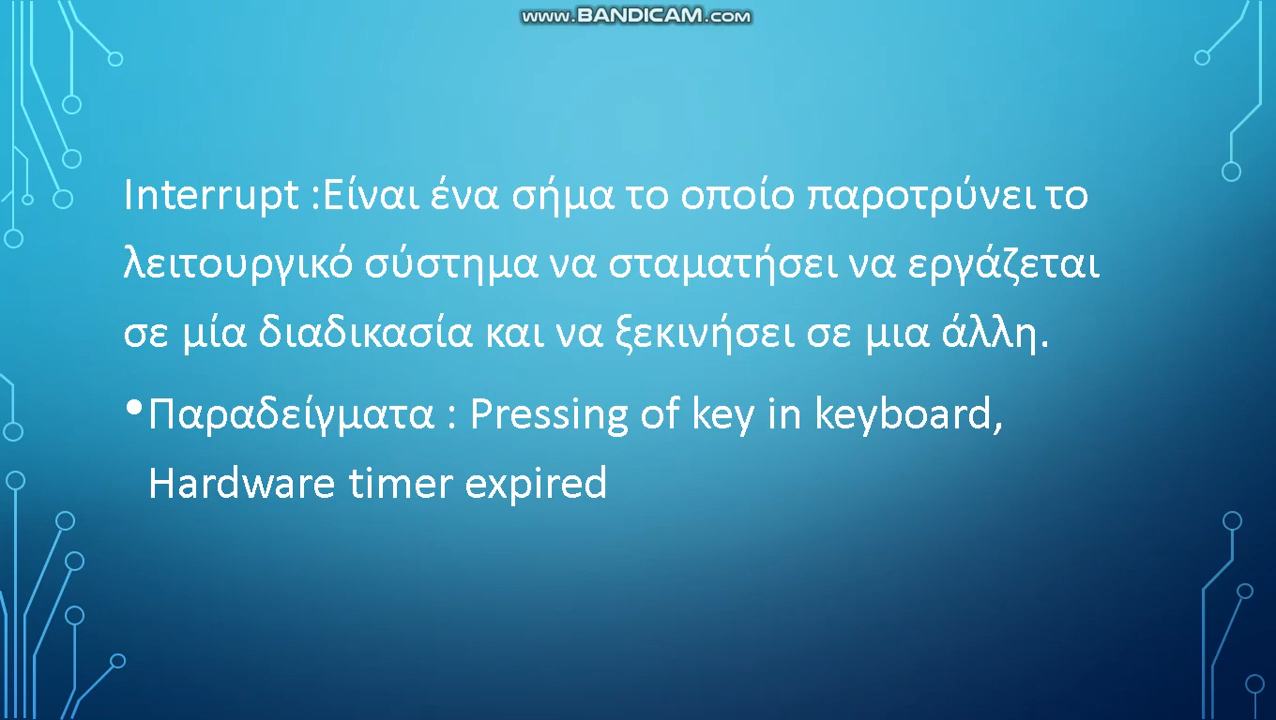 www.BANDICAM.com
Interrupt :Είναι ένα σήμα το οποίο παροτρύνει το
λειτουργικό σύστημα να σταματήσει να εργάζεται
σε μία διαδικασία και να ξεκινήσει σε μια άλλη.
•Παραδείγματα : Pressing of key in keyboard,
Hardware timer expired